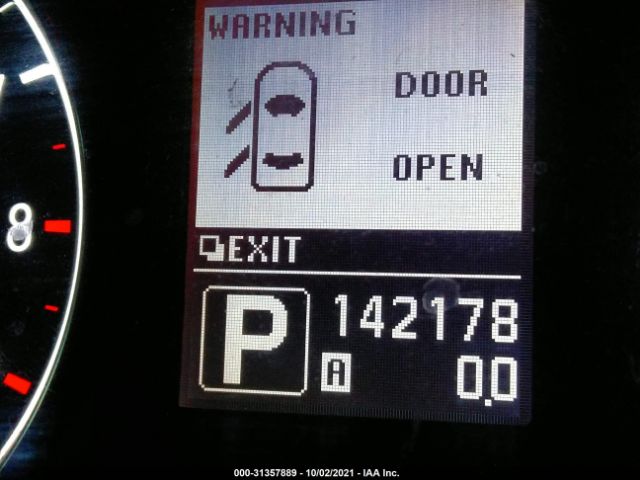 WARNING
DOOR
OPEN
EXIT
8
P
142178
A 0.0
000-31357889 - 10/02/2021 - IAA Inc.